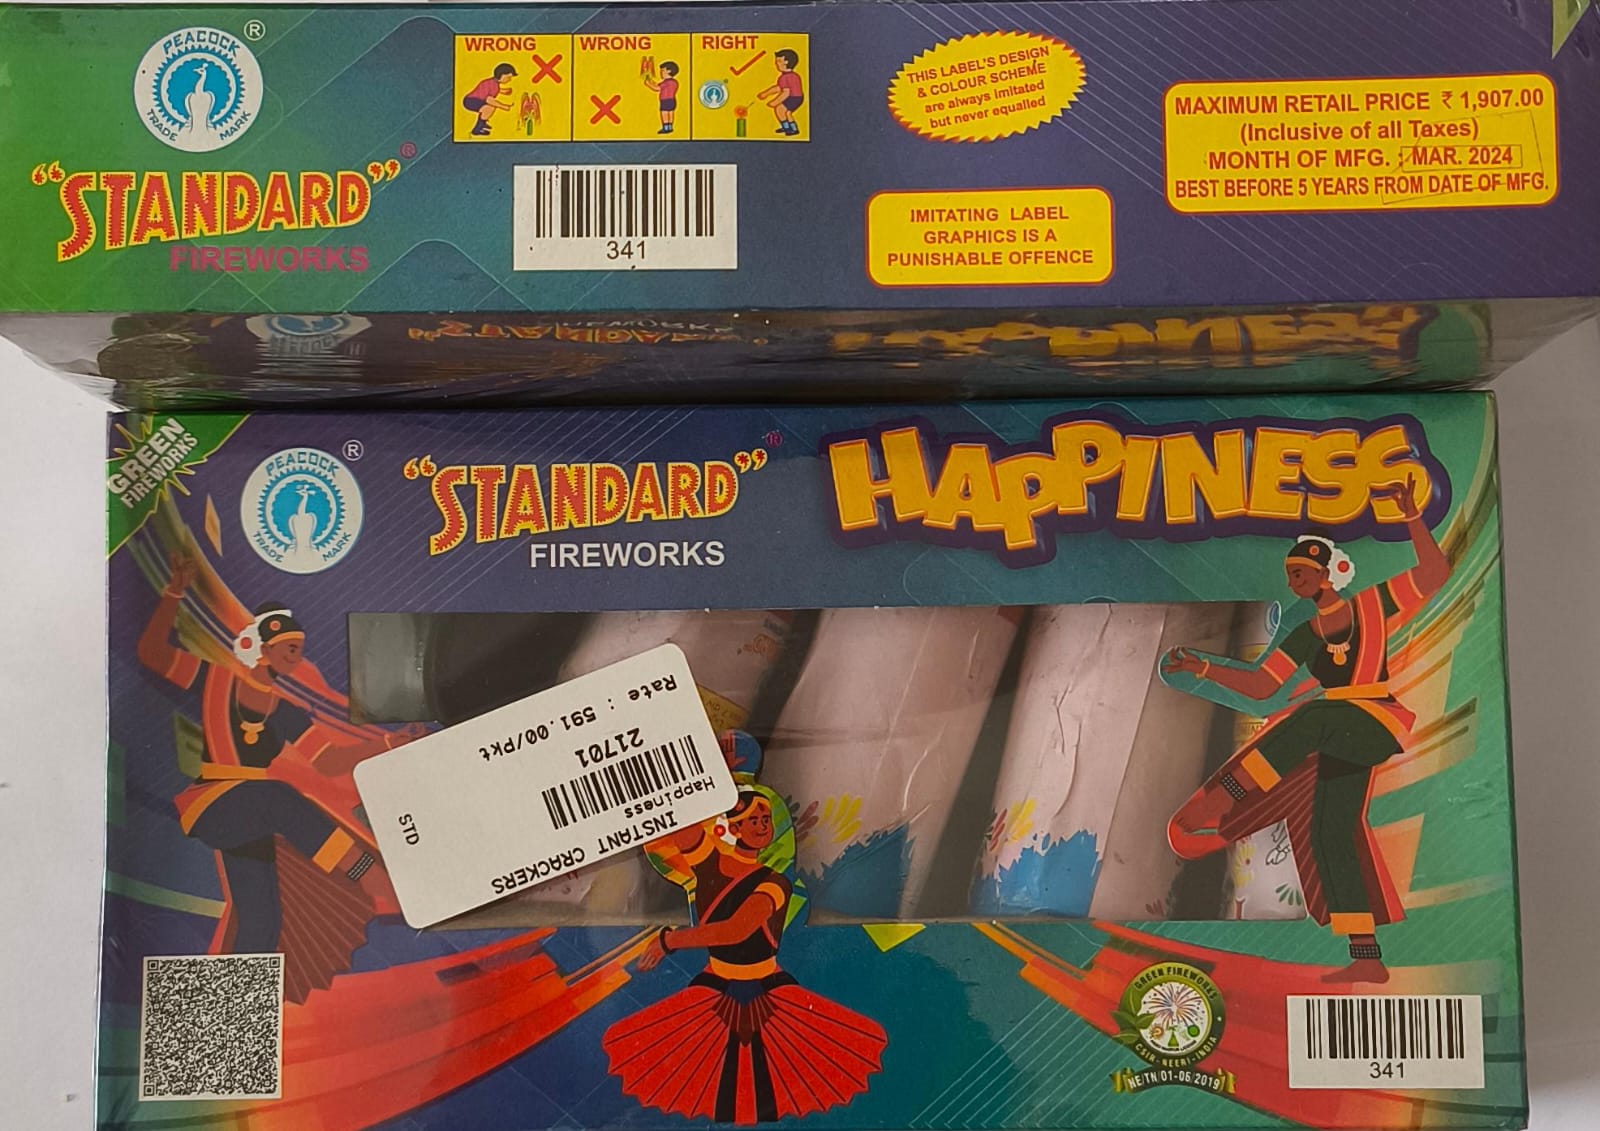 PEACOCK
TRADE MARK
®
"STANDARD"®
FIREWORKS
WRONG
WRONG
RIGHT
341
THIS LABEL'S DESIGN
& COLOUR SCHEME
are always imitated
but never equalled
IMITATING LABEL
GRAPHICS IS A
PUNISHABLE OFFENCE
MAXIMUM RETAIL PRICE ₹ 1,907.00
(Inclusive of all Taxes)
MONTH OF MFG. : MAR. 2024
BEST BEFORE 5 YEARS FROM DATE OF MFG.
GREEN
FIREWORKS
PEACOCK
TRADE MARK
®
"STANDARD"®
FIREWORKS
HAPPINESS
INSTANT CRACKERS
Happiness
21701
Rate : 591.00/Pkt
STD
GREEN FIREWORKS
CSIR-NEERI-INDIA
NE/TN/01-06/2019
341